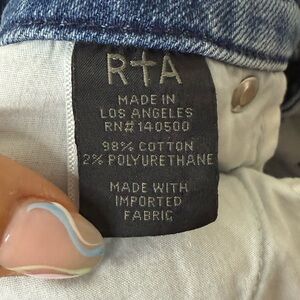 R†A
MADE IN
LOS ANGELES
RN# 140500
98% COTTON
2% POLYURETHANE
MADE WITH
IMPORTED
FABRIC